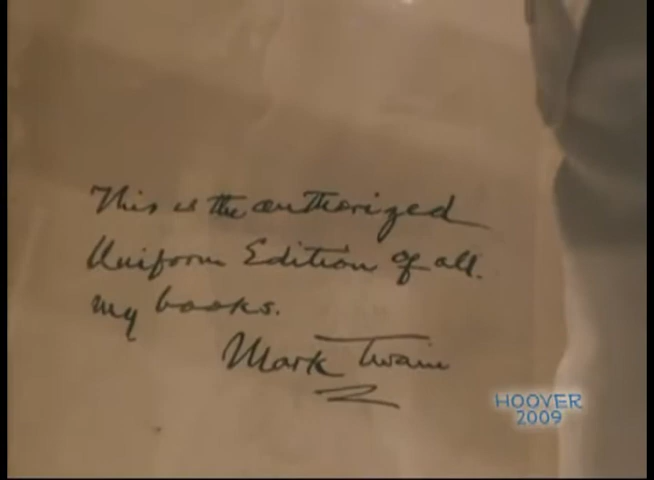 This is the authorized
Uniform Edition of all
my books.
Mark Twain
HOOVER
2009